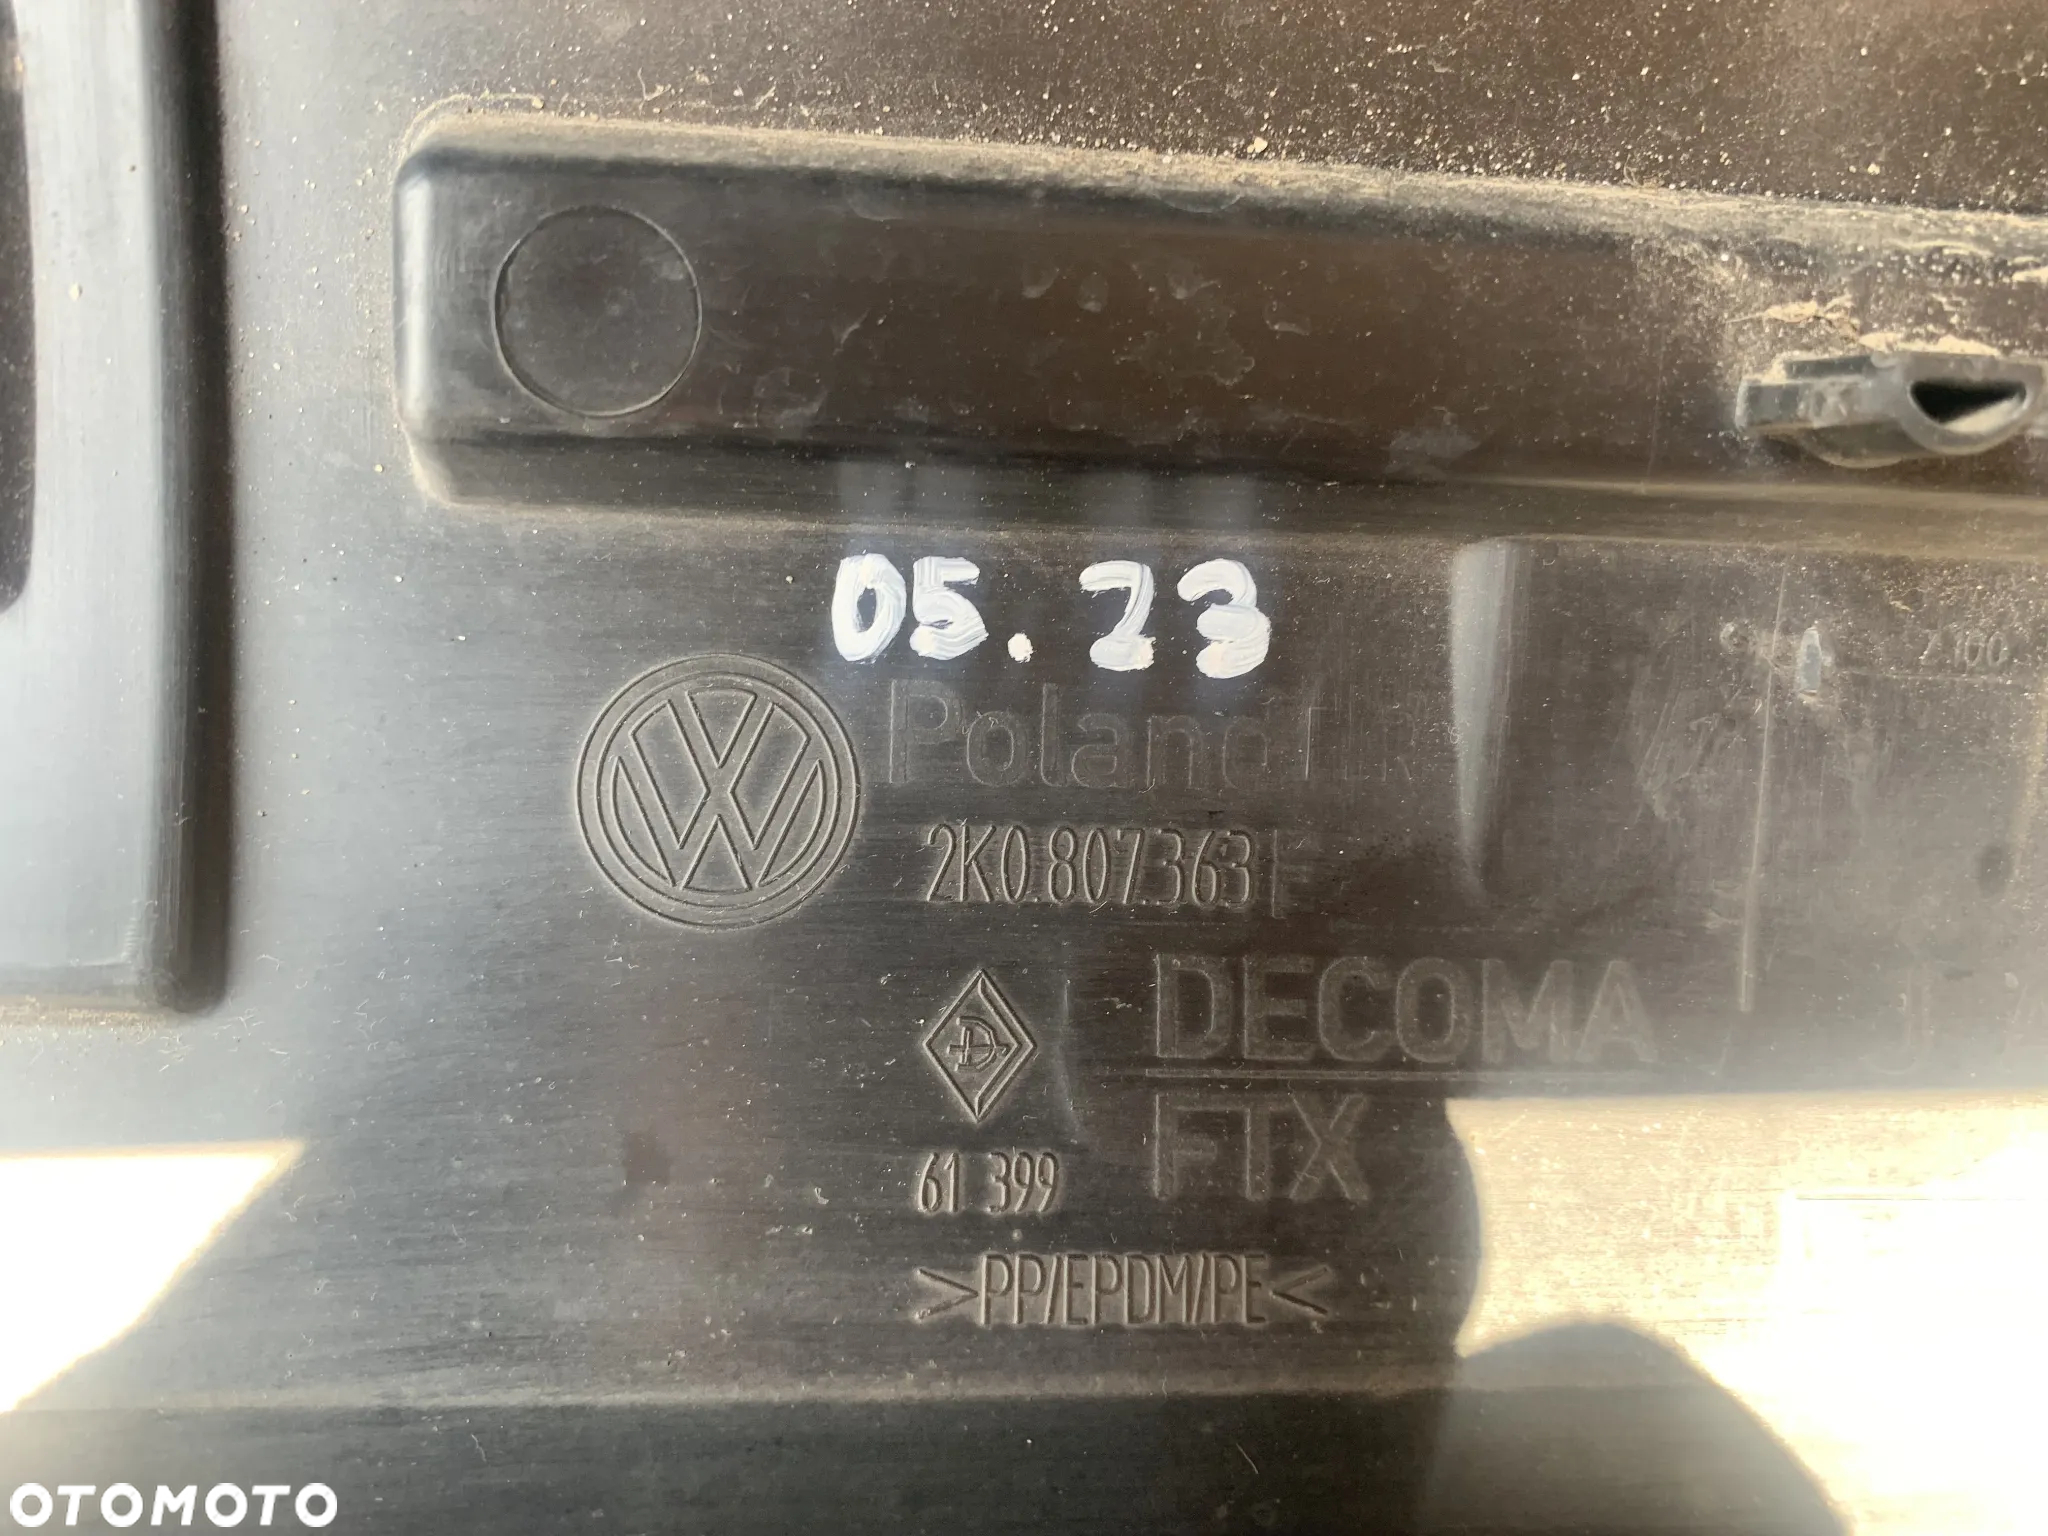 05.23
Poland
2K0.807.363
DECOMA
61 399
FTX
>PP/EPDM/PE<
OTOMOTO